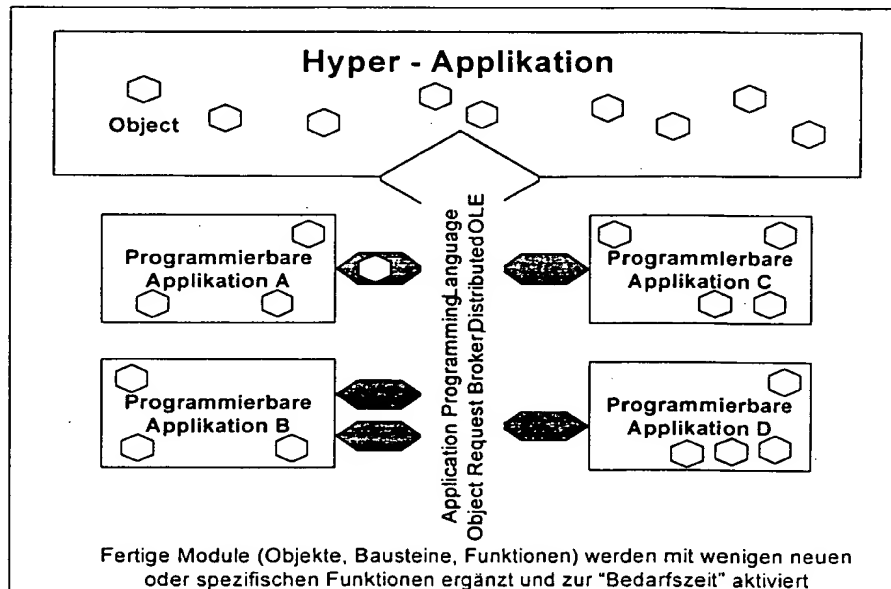 Hyper - Applikation
Object
Programmierbare
Applikation A
Programmierbare
Applikation C
Programmierbare
Applikation B
Programmierbare
Applikation D
Application Programming Language
Object Request Broker, Distributed OLE
Fertige Module (Objekte, Bausteine, Funktionen) werden mit wenigen neuen
oder spezifischen Funktionen ergänzt und zur "Bedarfszeit" aktiviert